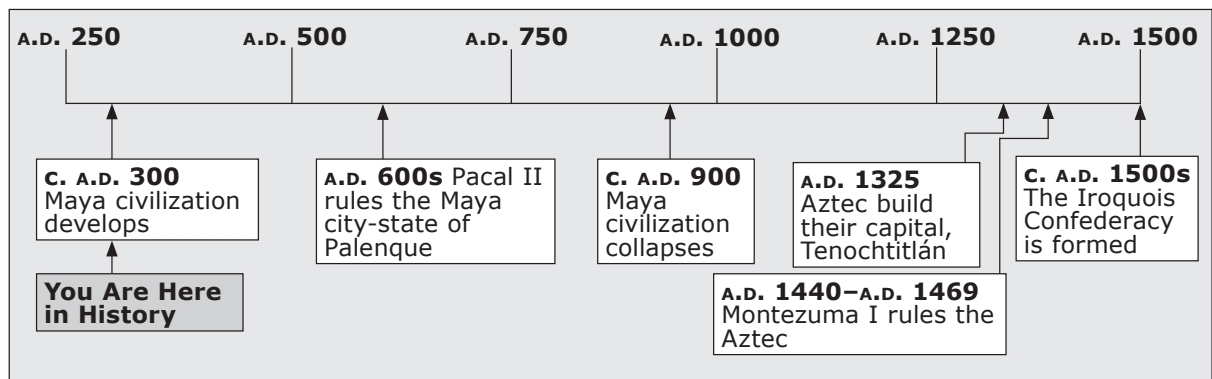 A.D. 250 A.D. 500 A.D. 750 A.D. 1000 A.D. 1250 A.D. 1500
C. A.D. 300
Maya civilization
develops
You Are Here
in History
A.D. 600s Pacal II
rules the Maya
city-state of
Palenque
C. A.D. 900
Maya
civilization
collapses
A.D. 1325
Aztec build
their capital,
Tenochtitlán
A.D. 1440–A.D. 1469
Montezuma I rules the
Aztec
C. A.D. 1500s
The Iroquois
Confederacy
is formed